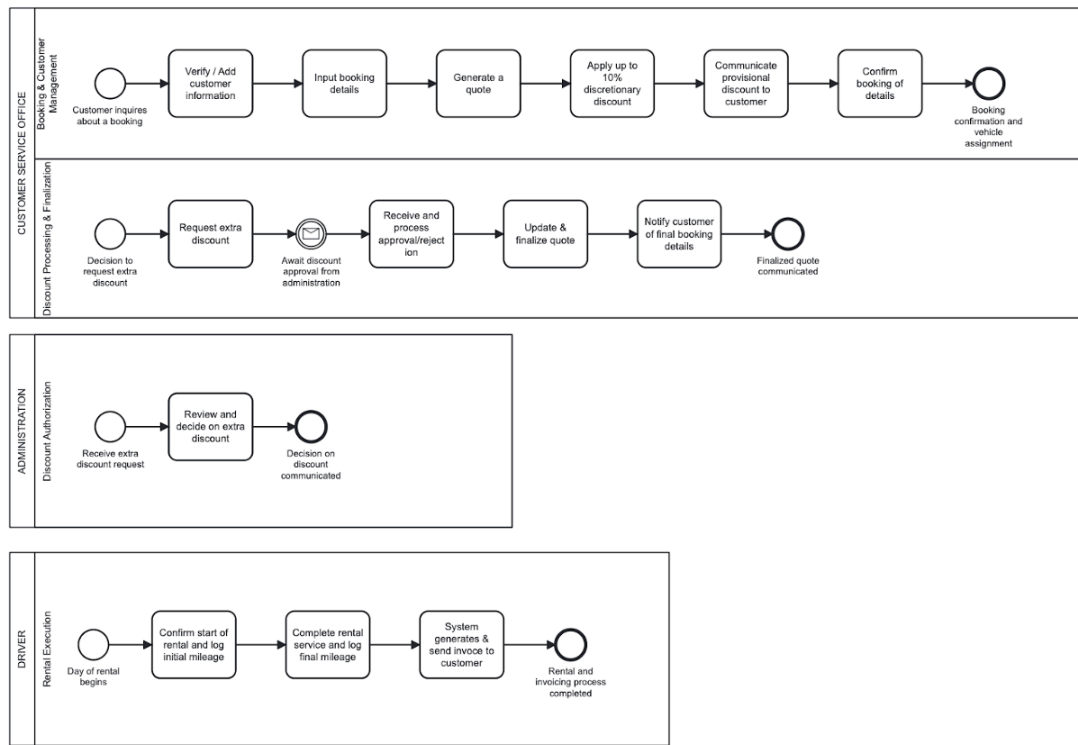 CUSTOMER SERVICE OFFICE
Booking & Customer
Management
Customer inquires
about a booking
Verify / Add
customer
information
Input booking
details
Generate a
quote
Apply up to
10%
discretionary
discount
Communicate
provisional
discount to
customer
Confirm
booking of
details
Booking
confirmation and
vehicle
assignment
Discount Processing & Finalization
Decision to
request extra
discount
Request extra
discount
Await discount
approval from
administration
Receive and
process
approval/reject
ion
Update &
finalize quote
Notify customer
of final booking
details
Finalized quote
communicated
ADMINISTRATION
Discount Authorization
Receive extra
discount request
Review and
decide on extra
discount
Decision on
discount
communicated
DRIVER
Rental Execution
Day of rental
begins
Confirm start of
rental and log
initial mileage
Complete rental
service and log
final mileage
System
generates &
send invoce to
customer
Rental and
invoicing process
completed